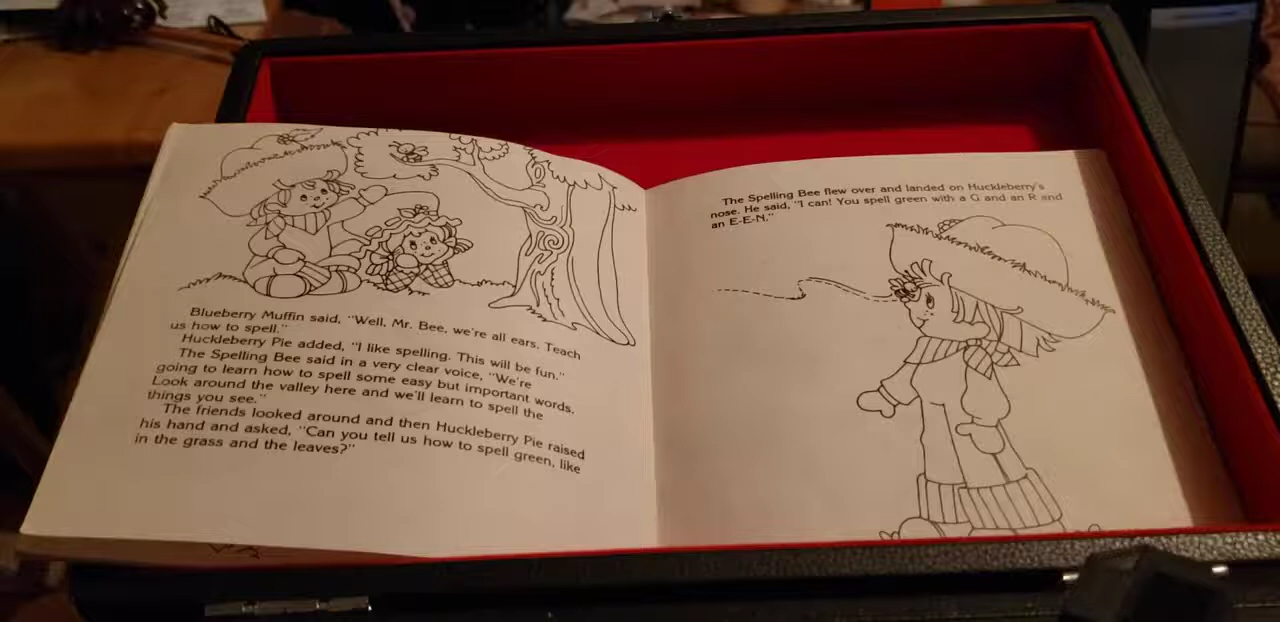 Blueberry Muffin said, "Well, Mr. Bee, we're all ears. Teach
us how to spell."
Huckleberry Pie added, "I like spelling. This will be fun."
The Spelling Bee said in a very clear voice, "We're
going to learn how to spell some easy but important words.
Look around the valley here and we'll learn to spell the
things you see."
The friends looked around and then Huckleberry Pie raised
his hand and asked, "Can you tell us how to spell green, like
in the grass and the leaves?"
The Spelling Bee flew over and landed on Huckleberry's
nose. He said, "I can! You spell green with a G and an R and
an E-E-N."